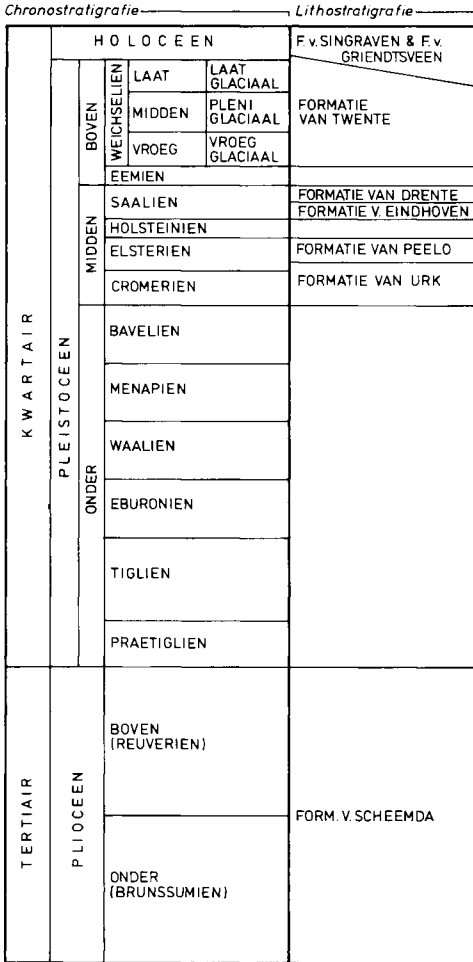 Chronostratigrafie
Lithostratigrafie
HOLOCEEN
F.v.SINGRAVEN & F.v.
GRIENDTSVEEN
KWARTAIR
PLEISTOCEEN
BOVEN
WEICHSELIEN
LAAT
LAAT
GLACIAAL
MIDDEN
PLENI
GLACIAAL
VROEG
VROEG
GLACIAAL
FORMATIE
VAN TWENTE
EEMIEN
MIDDEN
SAALIEN
FORMATIE VAN DRENTE
FORMATIE V. EINDHOVEN
HOLSTEINIEN
ELSTERIEN
FORMATIE VAN PEELO
CROMERIEN
FORMATIE VAN URK
ONDER
BAVELIEN
MENAPIEN
WAALIEN
EBURONIEN
TIGLIEN
PRAETIGLIEN
TERTIAIR
PLIOCEEN
BOVEN
(REUVERIEN)
FORM. V. SCHEEMDA
ONDER
(BRUNSSUMIEN)